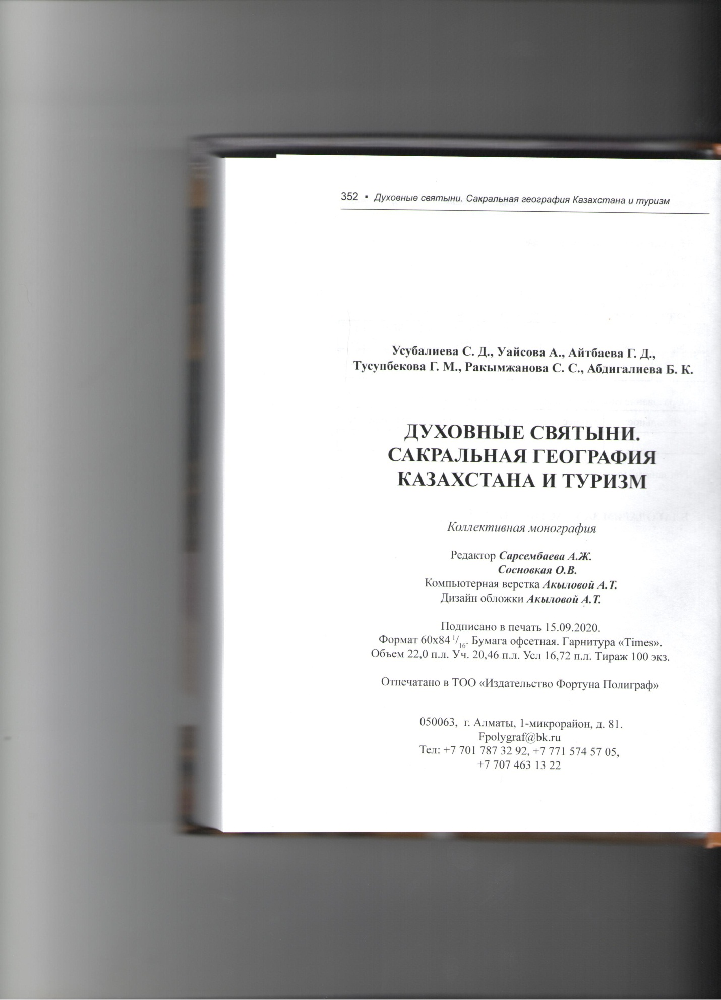 352 ▪ Духовные святыни. Сакральная география Казахстана и туризм
Усубалиева С. Д., Уайсова А., Айтбаева Г. Д.,
Тусупбекова Г. М., Ракымжанова С. С., Абдигалиева Б. К.
ДУХОВНЫЕ СВЯТЫНИ.
САКРАЛЬНАЯ ГЕОГРАФИЯ
КАЗАХСТАНА И ТУРИЗМ
Коллективная монография
Редактор Сарсембаева А.Ж.
Сосновкая О.В.
Компьютерная верстка Акыловой А.Т.
Дизайн обложки Акыловой А.Т.
Подписано в печать 15.09.2020.
Формат 60х84 1/16. Бумага офсетная. Гарнитура «Times».
Объем 22,0 п.л. Уч. 20,46 п.л. Усл 16,72 п.л. Тираж 100 экз.
Отпечатано в ТОО «Издательство Фортуна Полиграф»
050063, г. Алматы, 1-микрорайон, д. 81.
Fpolygraf@bk.ru
Тел: +7 701 787 32 92, +7 771 574 57 05,
+7 707 463 13 22